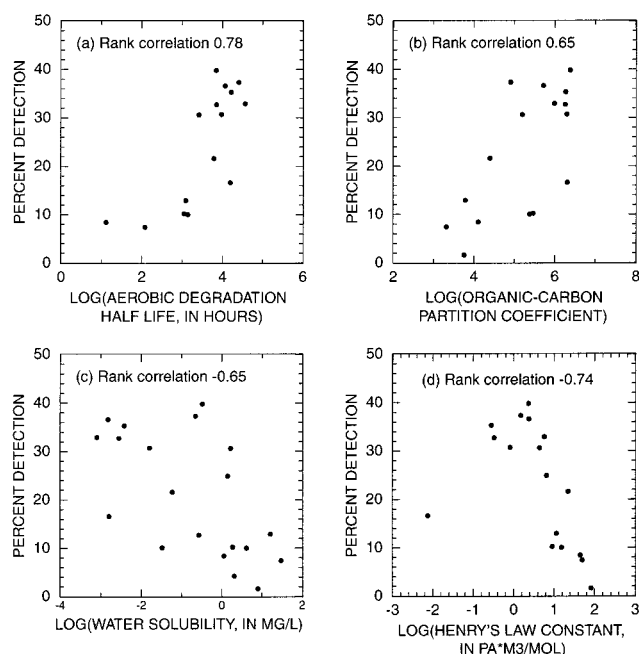 (a) Rank correlation 0.78
PERCENT DETECTION
50
40
30
20
10
0
0
2
4
6
LOG(AEROBIC DEGRADATION
HALF LIFE, IN HOURS)
(b) Rank correlation 0.65
PERCENT DETECTION
50
40
30
20
10
0
2
4
6
8
LOG(ORGANIC-CARBON
PARTITION COEFFICIENT)
(c) Rank correlation -0.65
PERCENT DETECTION
50
40
30
20
10
0
-4
-2
0
2
LOG(WATER SOLUBILITY, IN MG/L)
(d) Rank correlation -0.74
PERCENT DETECTION
50
40
30
20
10
0
-3
-2
-1
0
1
2
3
LOG(HENRY'S LAW CONSTANT,
IN PA*M3/MOL)